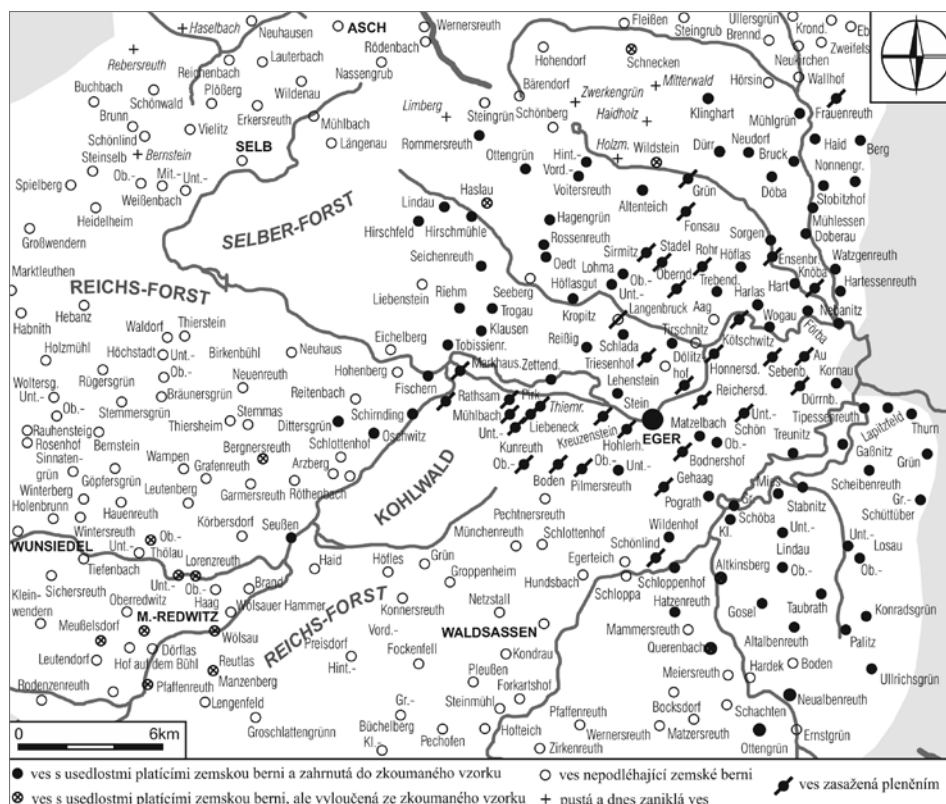 Haselbach
Neuhausen
ASCH
Wernersreuth
Fleißen
Steingrub
Ullersgrün
Brennd.
Krond.
Eb
Zweifels
Rebersreuth
Lauterbach
Rödenbach
Hohendorf
Schnecken
Neukirchen
Wallhof
Reichenbach
Nassengrub
Buchbach
Schönwald
Plößerg
Wildenau
Bärendorf
Zwerkengrün
Mitterwald
Hörsin
Frauenreuth
Brunn
Erkersreuth
Limberg
Steingrün
Schönberg
Haidholz
Klinghart
Mühlgrün
Schönlind
Vielitz
Mühlbach
Rommersreuth
Holzm.
Wildstein
Dürr
Neudorf
Haid
Berg
Steinselb
Bernstein
SELB
Längenau
Ottengrün
Hint.-
Vord.-
Bruck
Nonnengr.
Ob.-
Mit.-
Unt.-
Spielberg
Weißenbach
Haslau
Voitersreuth
Grün
Döba
Stobitzhof
Heidelheim
Lindau
Altenteich
Fonsau
Mühlessen
Großwendern
SELBER-FORST
Hirschfeld
Hirschmühle
Hagengrün
Rossenreuth
Sorgen
Doberau
Marktleuthen
Seichenreuth
Oedt
Sirmitz
Stadel
Rohr
Höflas
Ensenbr.
Watzgenreuth
REICHS-FORST
Lohma
Ob.-
Obernd.
Trebend.
Knöba
Hartessenreuth
Habnith
Hebanz
Liebenstein
Riehm
Seeberg
Höflasgut
Unt.-
Langenbruck
Aag
Harlas
Hart
Trogau
Kropitz
Tirschnitz
Wogau
Nebanitz
Waldorf
Thierstein
Eichelberg
Klausen
Reißig
Schlada
Kötschwitz
Förba
Holzmühl
Höchstadt
Unt.-
Birkenbühl
Neuhaus
Tobissenr.
Triesenhof
Dölitz
Au
Ob.-
Hohenberg
Markhaus.
Zettend.
hof
Honnersd.
Sebenb.
Kornau
Woltersg.
Unt.-
Rügersgrün
Bräunersgrün
Neuenreuth
Fischern
Lehenstein
Reichersd.
Dürrnb.
Ob.-
Stemmersgrün
Reitenbach
Rathsam
Pirk
Thiemr.
Stein
Rauhensteig
Stemmas
Schirnding
Mühlbach
Liebeneck
Matzelbach
Unt.-
Tipessenreuth
Lapitzfeld
Rosenhof
Bernstein
Thiersheim
Dittersgrün
Unt.-
Kreuzenstein
EGER
Schön
Thurn
Sinnaten-
grün
Bergnersreuth
Schlottenhof
Oschwitz
Kunreuth
Hohlerh.
Ob.-
Treunitz
Gaßnitz
Wampen
Grafenreuth
Arzberg
Ob.-
Ob.-
Unt.-
Bodnershof
Grün
Göpfersgrün
Boden
Pilmersreuth
Gehaag
Mies
Scheibenreuth
Winterberg
Leutenberg
Garmersreuth
Röthenbach
KOHLWALD
Pograth
Gr.-
Stabnitz
Gr.-
Holenbrunn
Hauenreuth
Pechtnersreuth
Schöba
Schüttüber
Wintersreuth
Körbersdorf
Seußen
Münchenreuth
Schlottenhof
Wildenhof
Kl.
Unt.-
Unt.-
WUNSIEDEL
Ob.-
Unt.-
Thölau
Lorenzreuth
Grün
Schönlind
Lindau
Losau
Tiefenbach
Haid
Höfles
Egerteich
Altkinsberg
Ob.-
Ob.-
Klein-
wendern
Sichersreuth
Unt.-
Ob.-
Haag
Brand
Groppenheim
Hundsbach
Schloppa
Schloppenhof
Oberredwitz
Wölsauer Hammer
Konnersreuth
Netzstall
Hatzenreuth
Gosel
Taubrath
Konradsgrün
Meußelsdorf
M.-REDWITZ
Wölsau
REICHS-FORST
Preisdorf
Vord.-
WALDSASSEN
Mammersreuth
Altalbenreuth
Palitz
Leutendorf
Dörflas
Reutlas
Fockenfell
Kondrau
Querenbach
Hof auf dem Bühl
Manzenberg
Hint.-
Pleußen
Meiersreuth
Hardek
Boden
Ullrichsgrün
Rodenzenreuth
Pfaffenreuth
Lengenfeld
Gr.-
Steinmühl
Forkartshof
Bocksdorf
Schachten
Neualbenreuth
Groschlattengrün
Büchelberg
Pfaffenreuth
0 6km
Kl.-
Pechofen
Hofteich
Wernersreuth
Matzersreuth
Ottengrün
Ernstgrün
Zirkenreuth
ves s usedlostmi platícími zemskou berni a zahrnutá do zkoumaného vzorku
ves nepodléhající zemské berni
ves zasažená pleněním
ves s usedlostmi platícími zemskou berni, ale vyloučená ze zkoumaného vzorku
pustá a dnes zaniklá ves